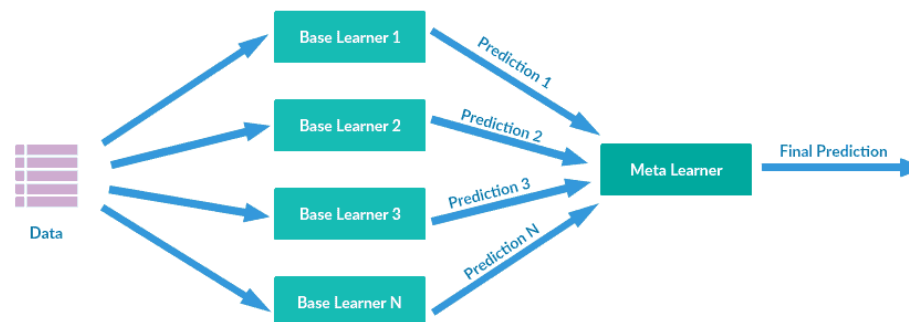 Base Learner 1
Prediction 1
Base Learner 2
Prediction 2
Final Prediction
Meta Learner
Base Learner 3
Prediction 3
Data
Prediction N
Base Learner N